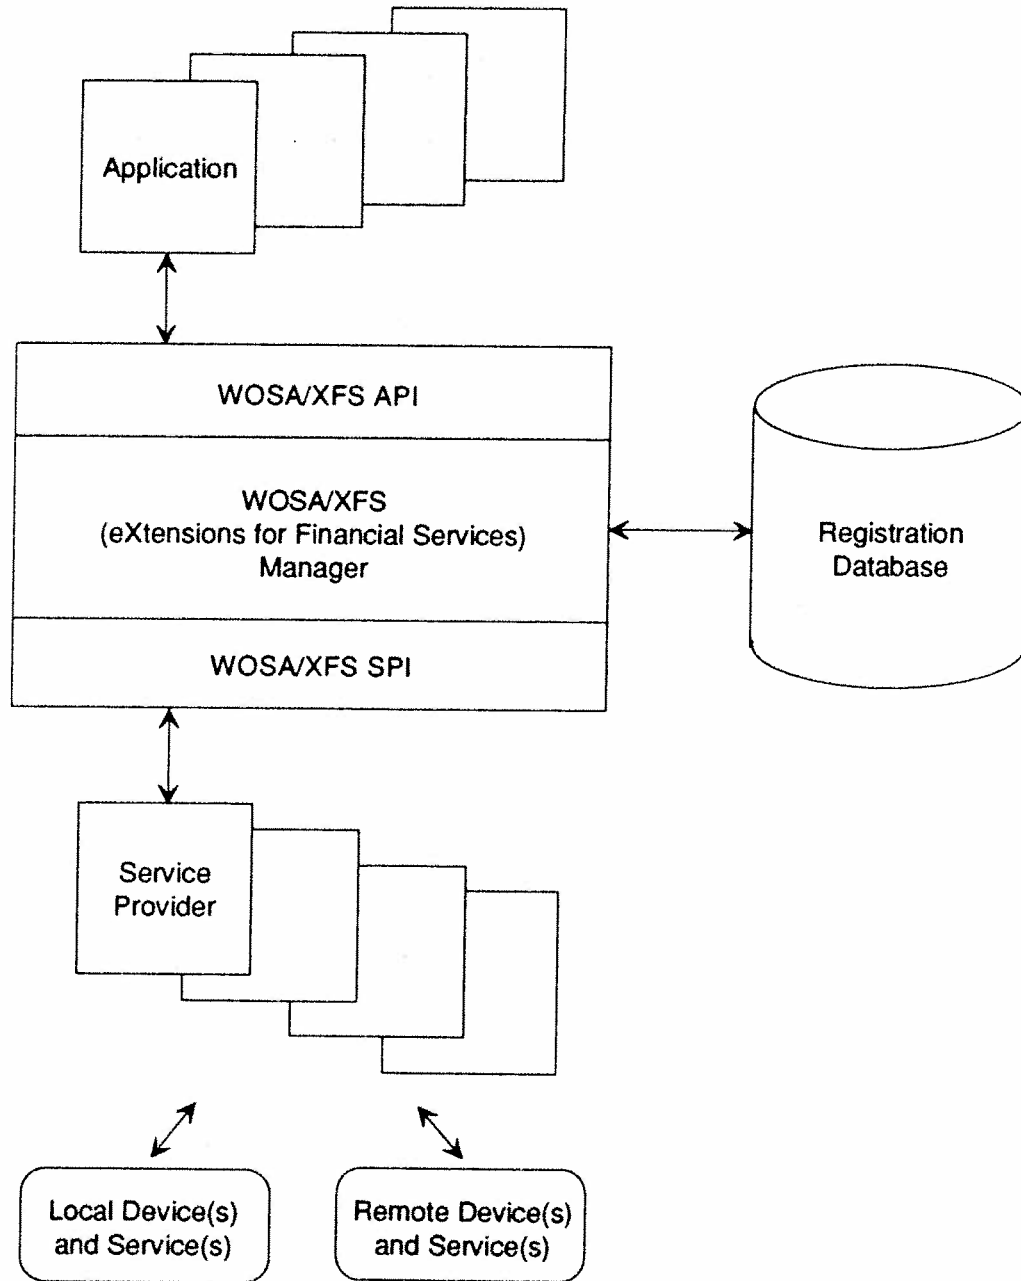 Application
WOSA/XFS API
WOSA/XFS
(eXtensions for Financial Services)
Manager
Registration
Database
WOSA/XFS SPI
Service
Provider
Local Device(s)
and Service(s)
Remote Device(s)
and Service(s)